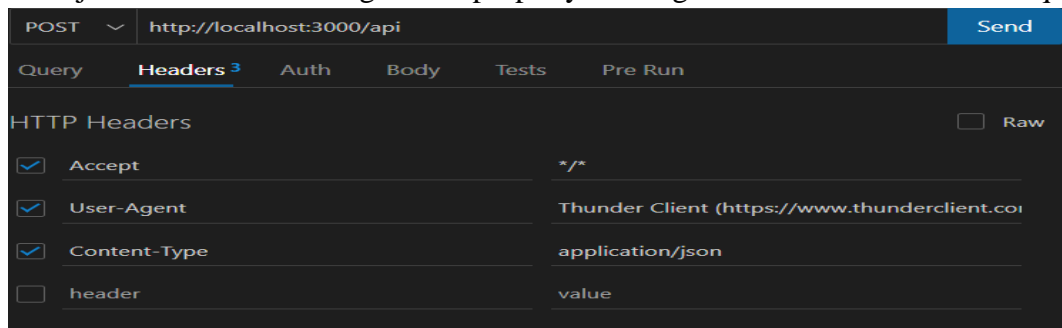 POST http://localhost:3000/api Send
Query Headers 3 Auth Body Tests Pre Run
HTTP Headers Raw
Accept */*
User-Agent Thunder Client (https://www.thunderclient.co
Content-Type application/json
header value